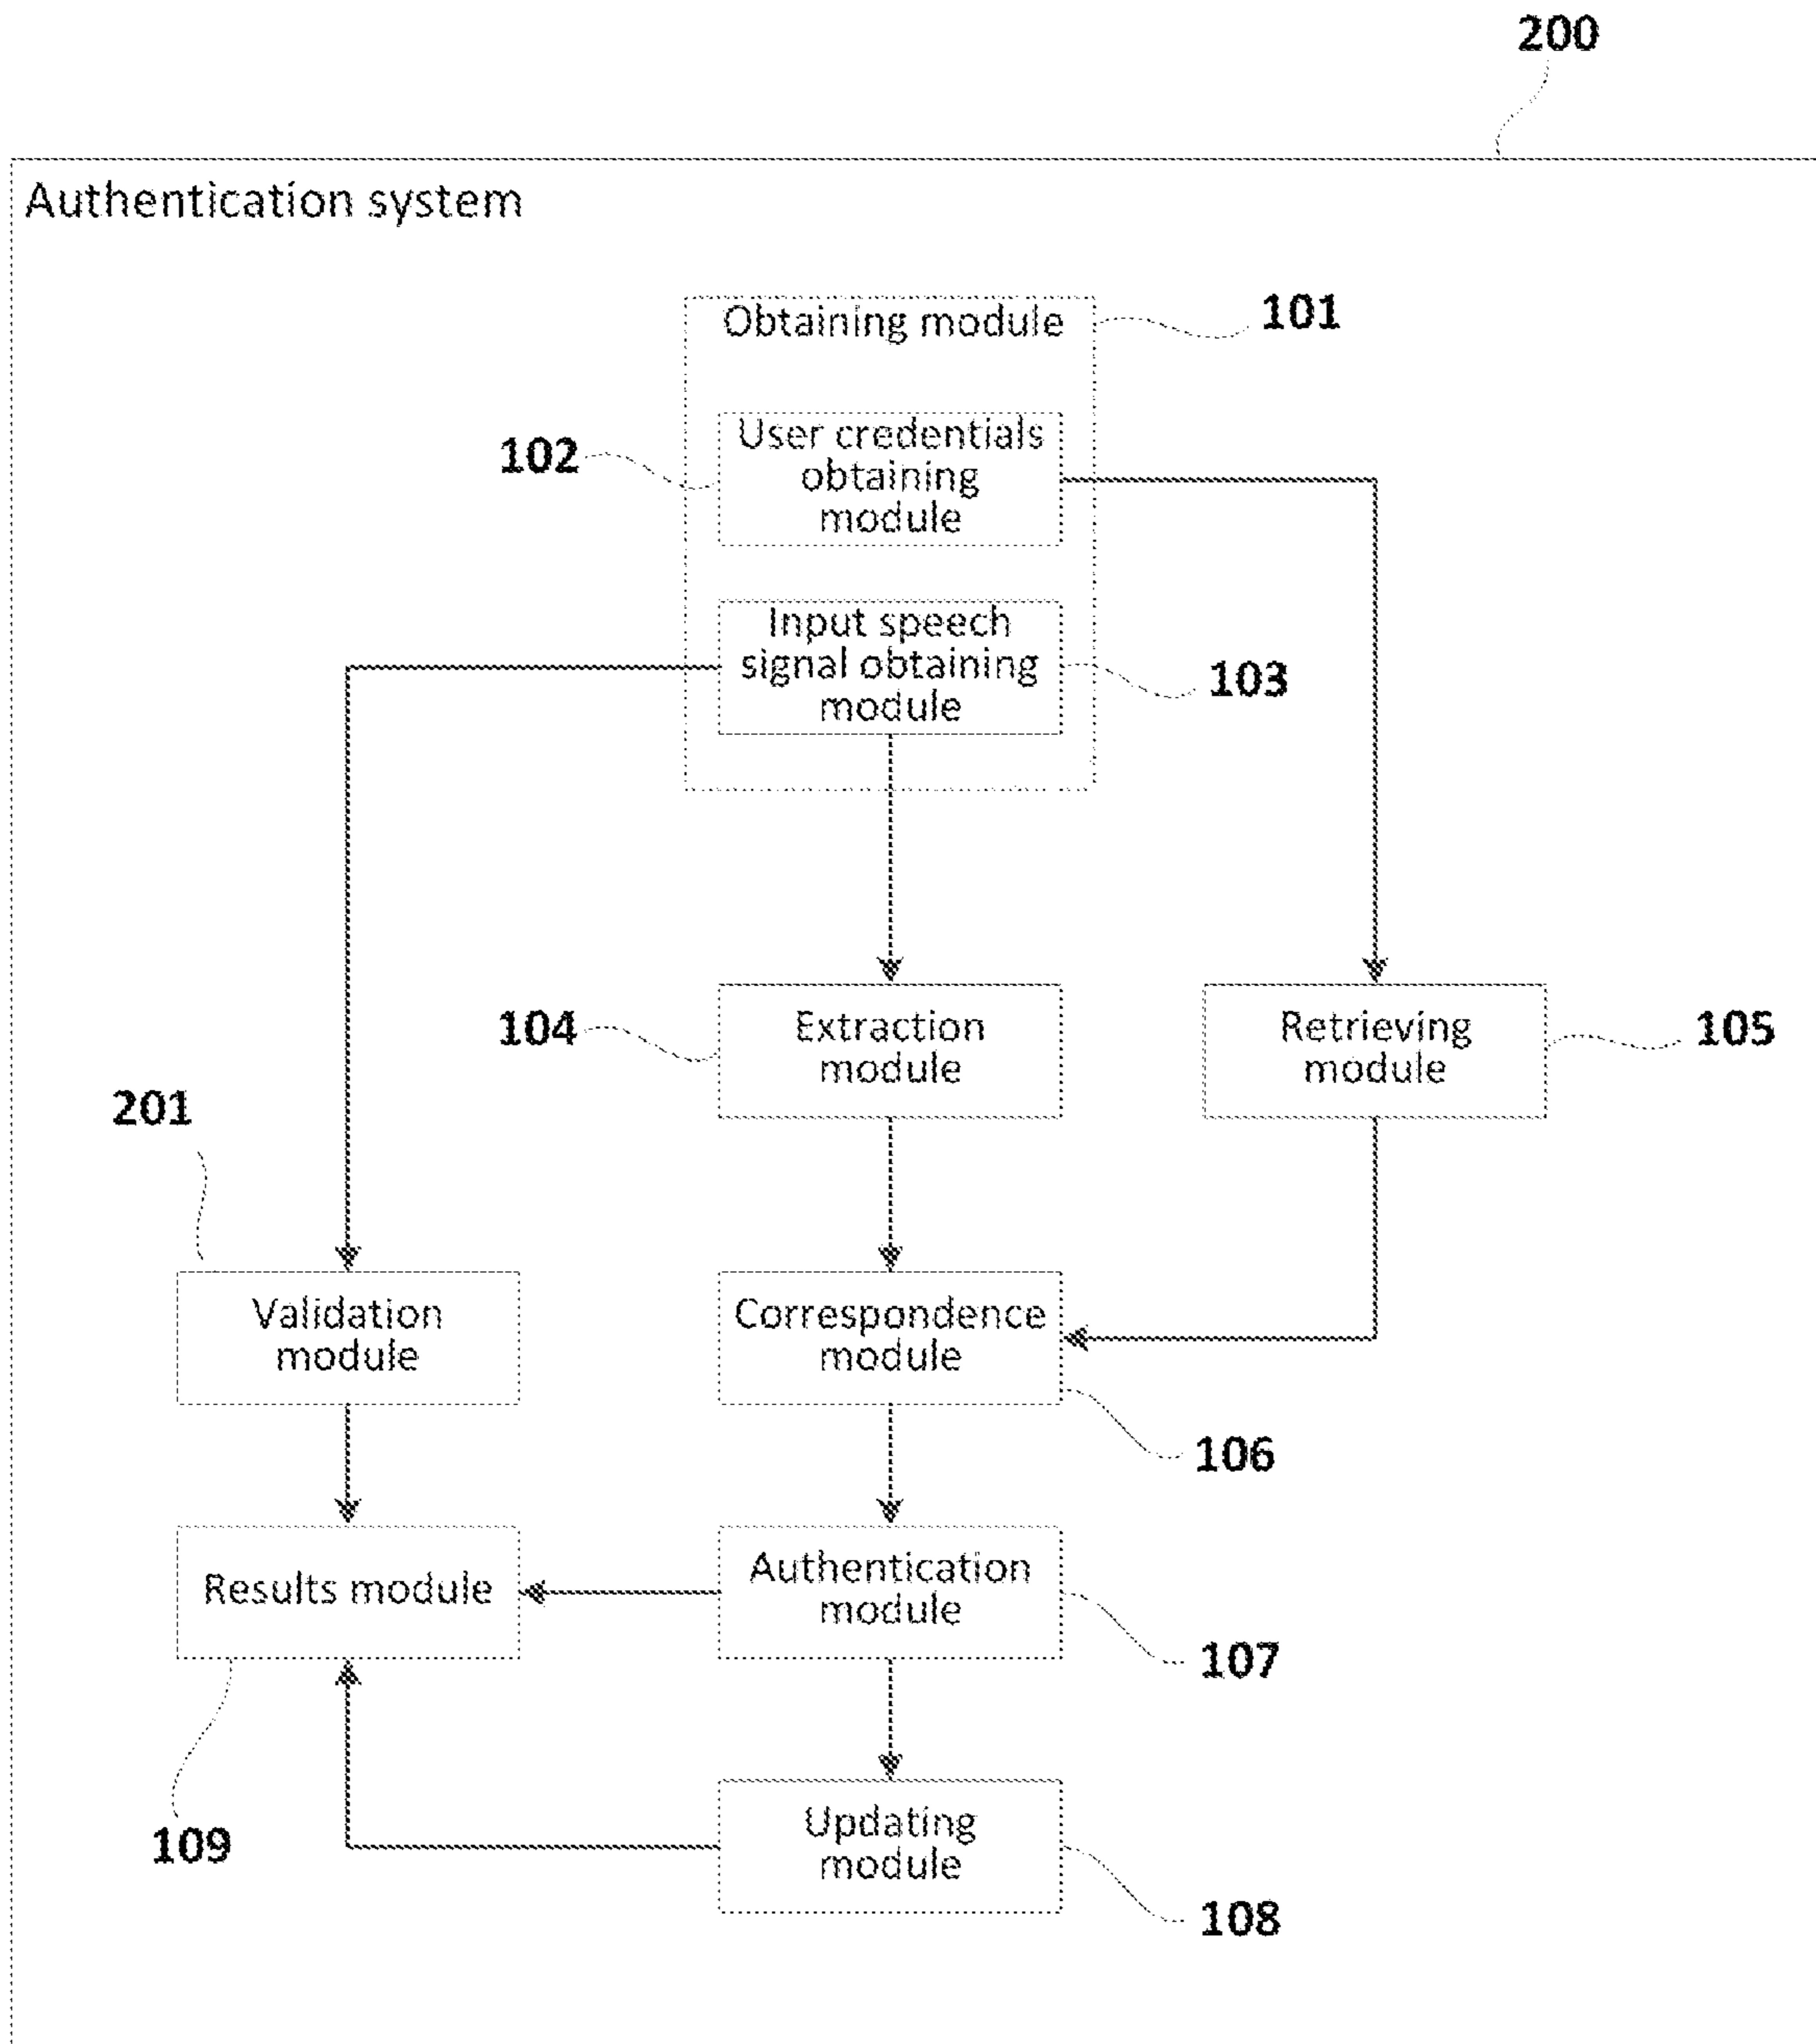 200
Authentication system
Obtaining module
101
User credentials
obtaining
module
102
Input speech
signal obtaining
module
103
104
Extraction
module
Retrieving
module
105
201
Validation
module
Correspondence
module
106
Results module
Authentication
module
107
109
Updating
module
108